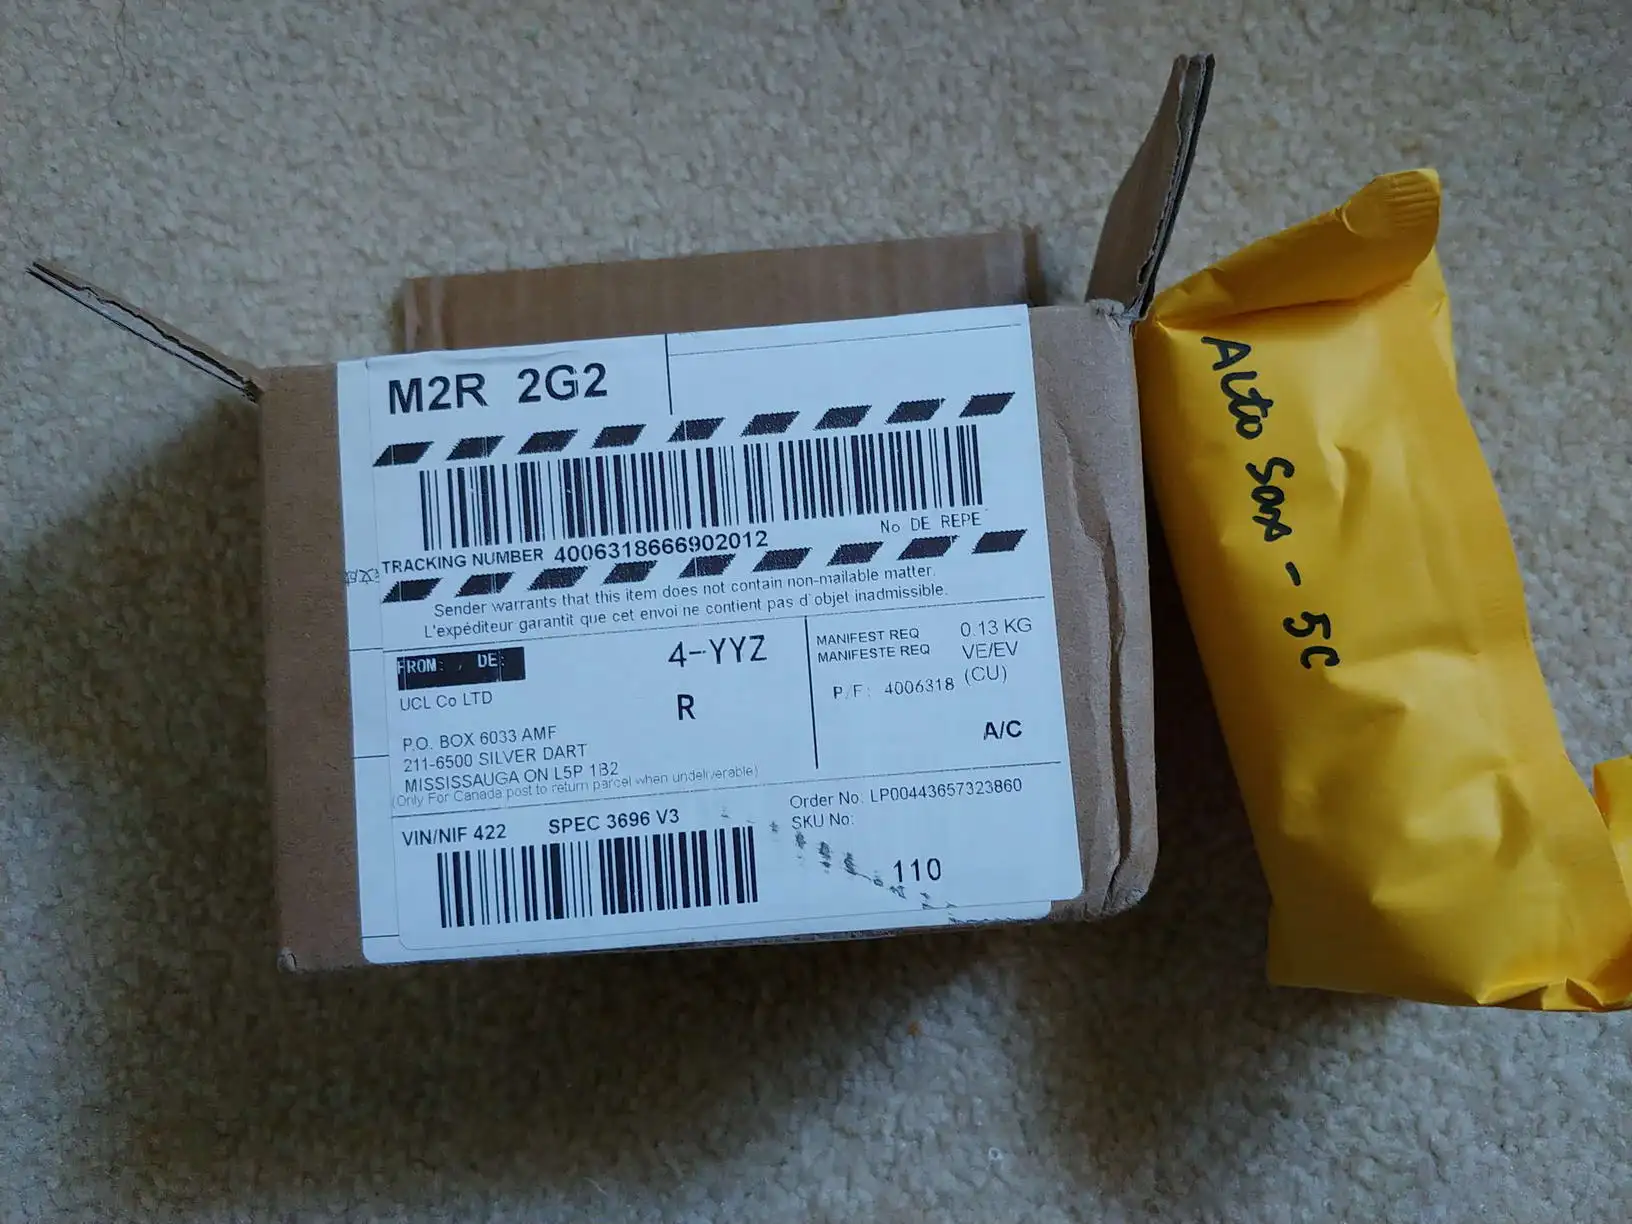 M2R 2G2
No DE REPE
TRACKING NUMBER 4006318666902012
Sender warrants that this item does not contain non-mailable matter.
L'expéditeur garantit que cet envoi ne contient pas d'objet inadmissible.
FROM: , DE:
UCL Co LTD
P.O. BOX 6033 AMF
211-6500 SILVER DART
MISSISSAUGA ON L5P 1B2
(Only For Canada post to return parcel when undeliverable)
4-YYZ
R
MANIFEST REQ 0.13 KG
MANIFESTE REQ VE/EV
P/F: 4006318 (CU)
A/C
VIN/NIF 422 SPEC 3696 V3
Order No. LP00443657323860
SKU No:
110
Alto Sax - 5C